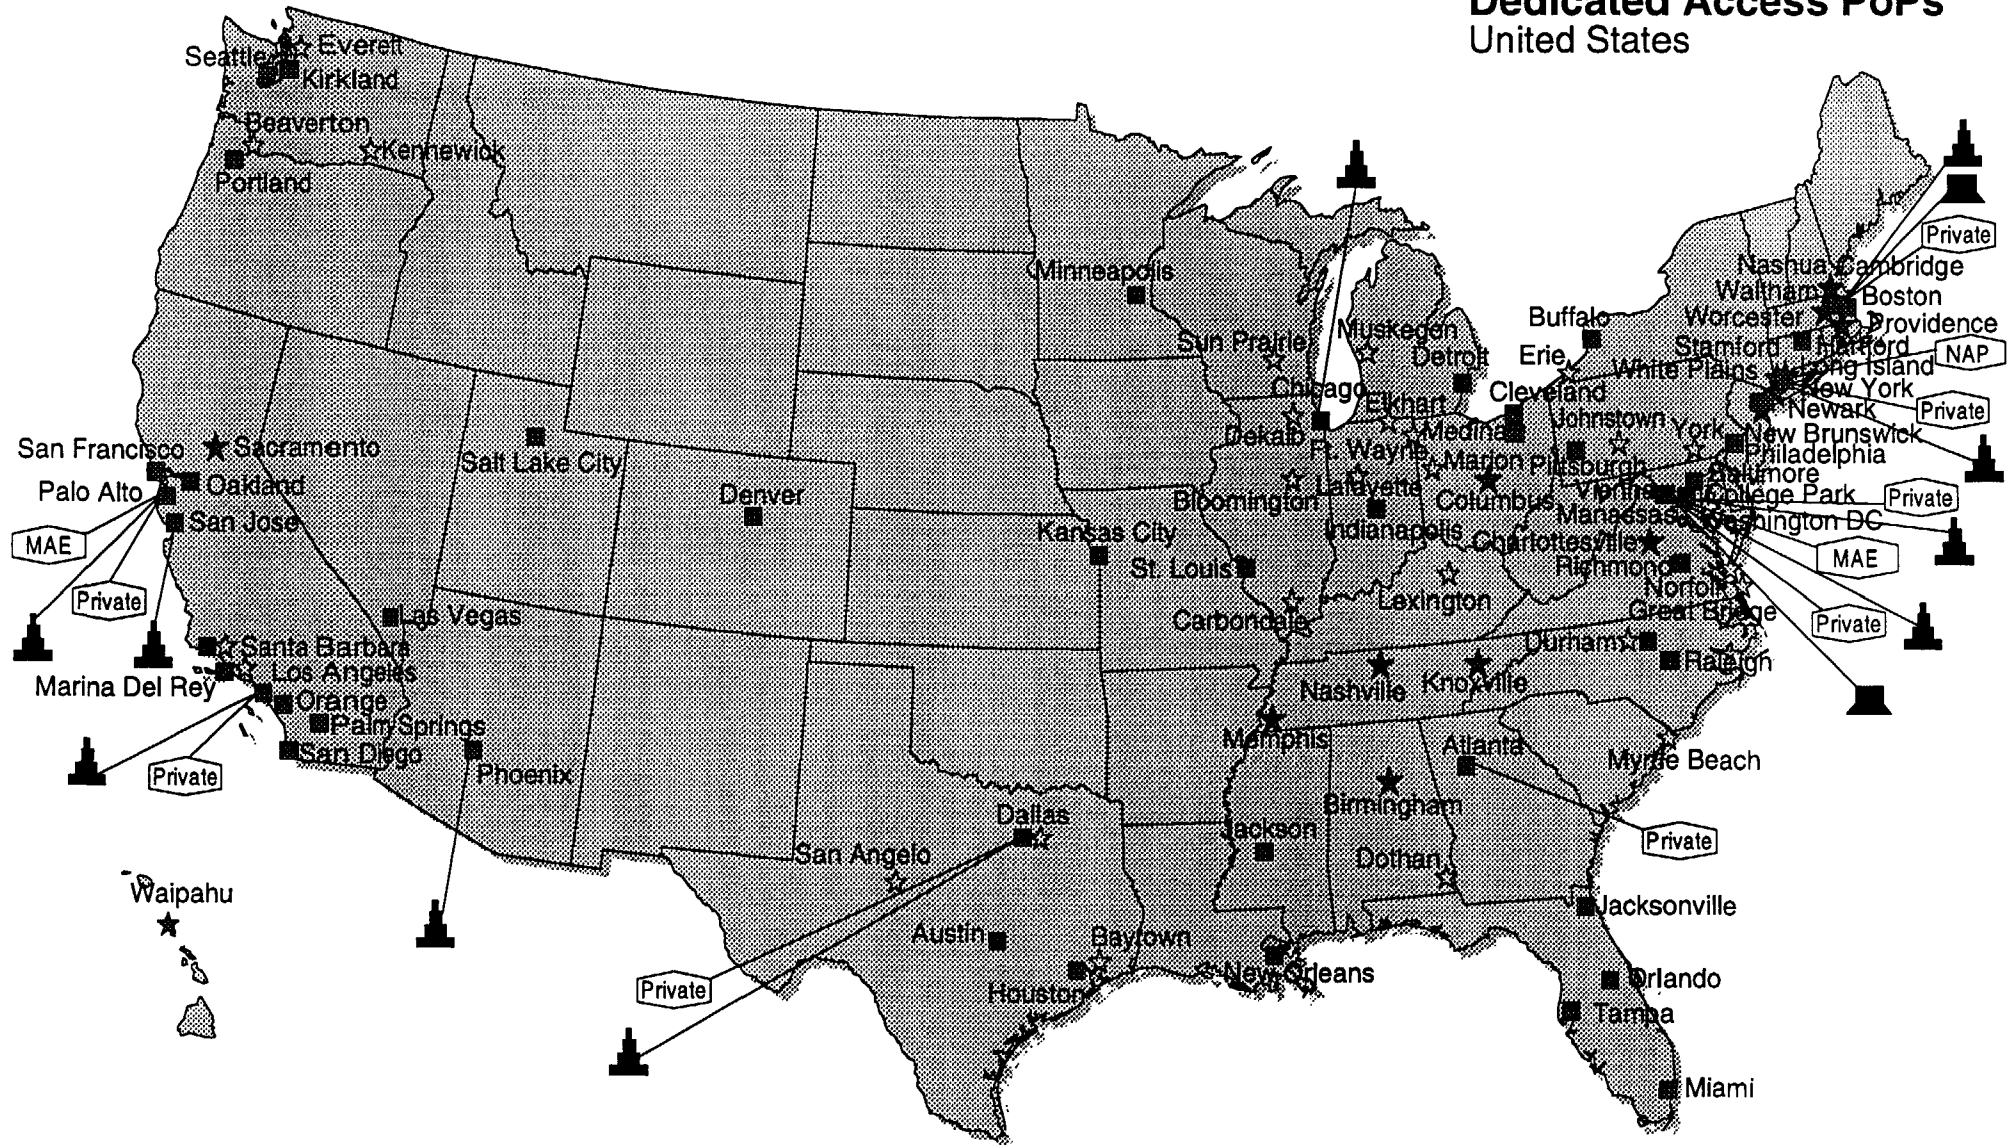 Dedicated Access PoPs
United States
Seattle
Everett
Kirkland
Beaverton
Kennewick
Portland
Minneapolis
Sun Prairie
Muskegon
Detroit
Buffalo
Erie
Cleveland
Chicago
Elkhart
Dekalb
Ft. Wayne
Medina
Johnstown
York
Marion
Pittsburgh
Bloomington
Lafayette
Columbus
Indianapolis
Nashua
Cambridge
Private
Waltham
Boston
Worcester
Providence
Stamford
Hartford
NAP
White Plains
Long Island
New York
Private
Newark
New Brunswick
Philadelphia
Baltimore
Vienna
College Park
Private
Manassas
Washington DC
MAE
Charlottesville
Richmond
Norfolk
Great Bridge
Private
San Francisco
Sacramento
Palo Alto
Oakland
San Jose
MAE
Private
Salt Lake City
Denver
Kansas City
St. Louis
Carbondale
Lexington
Las Vegas
Santa Barbara
Los Angeles
Marina Del Rey
Orange
Palm Springs
San Diego
Private
Phoenix
Durham
Raleigh
Nashville
Knoxville
Memphis
Atlanta
Myrtle Beach
Birmingham
Private
Dallas
Jackson
San Angelo
Dothan
Waipahu
Jacksonville
Austin
Baytown
Private
Houston
New Orleans
Orlando
Tampa
Miami